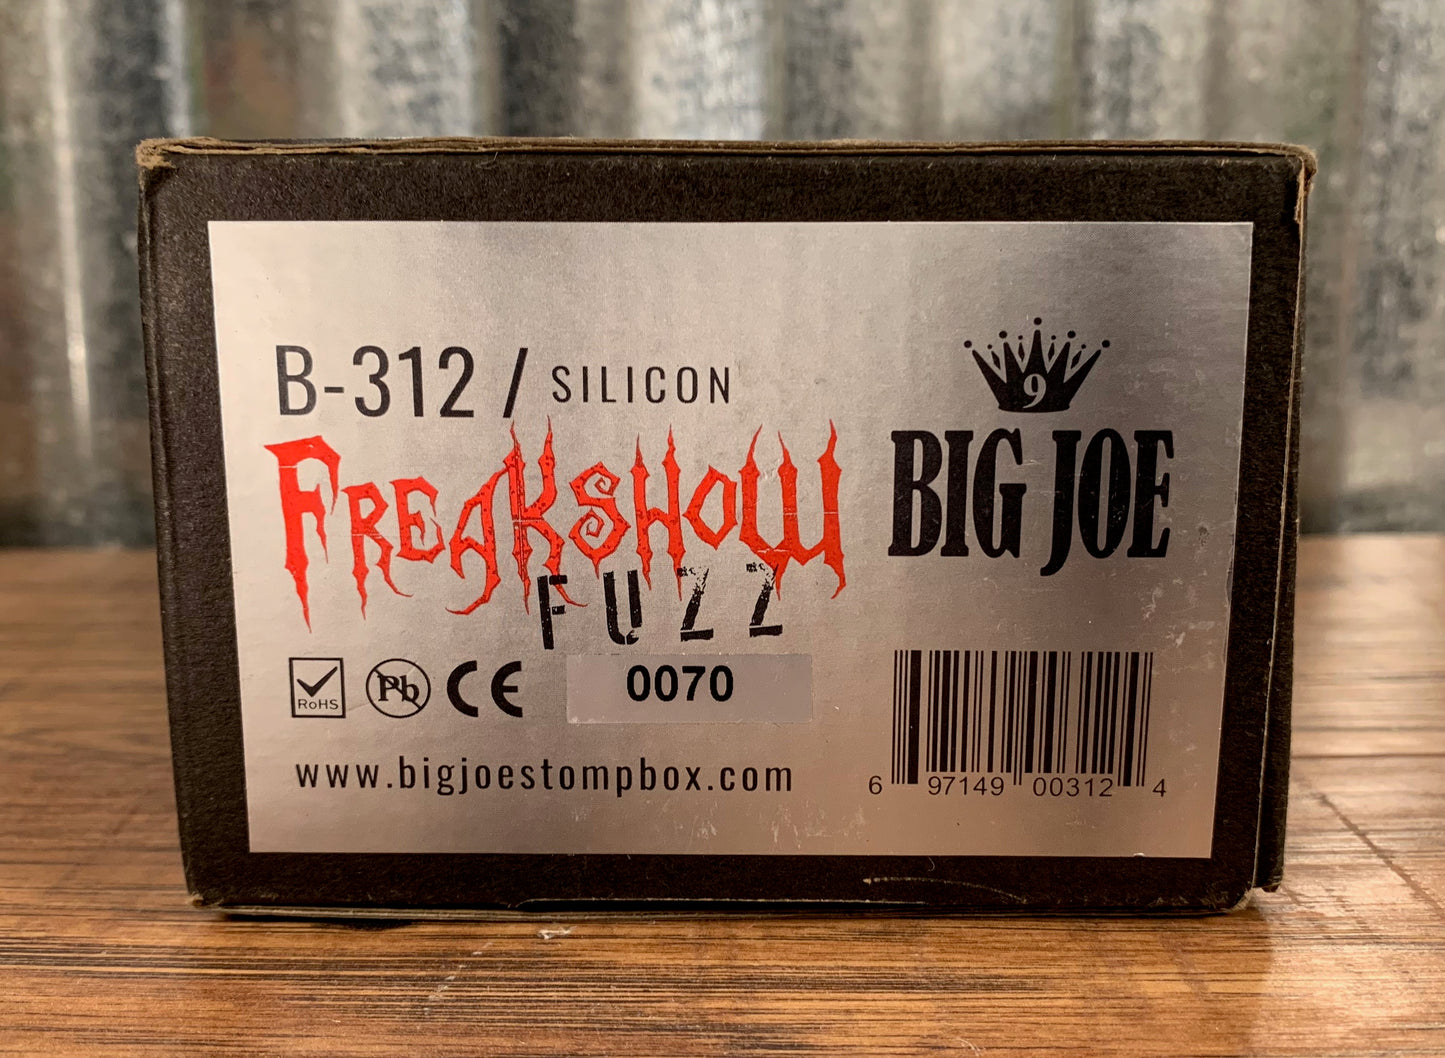 B-312 / SILICON
FREAKSHOW
FUZZ
RoHS Pb CE 0070
www.bigjoestompbox.com
9
BIG JOE
6 97149 00312 4